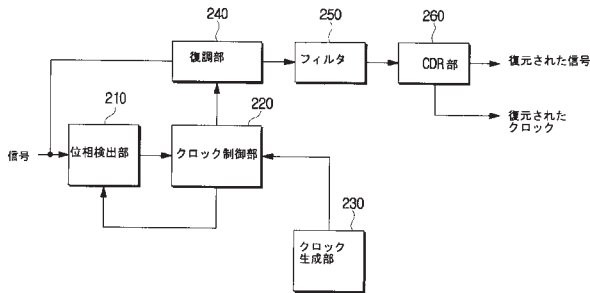 240
復調部
250
フィルタ
260
CDR部
復元された信号
復元された
クロック
210
位相検出部
220
クロック制御部
信号
230
クロック
生成部